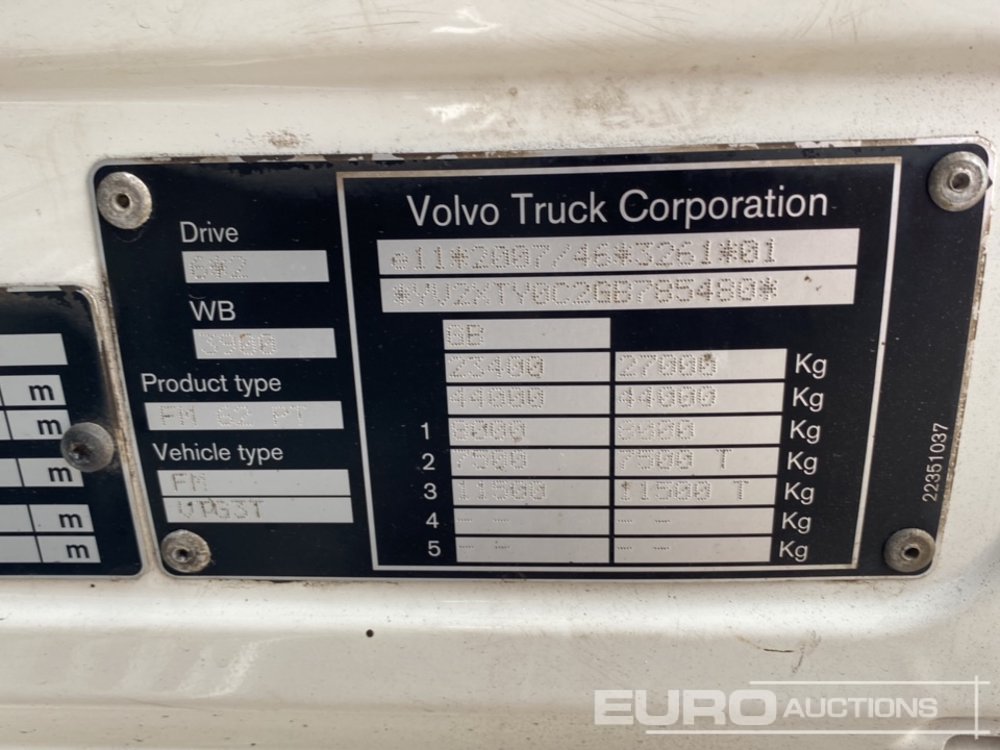 Volvo Truck Corporation
e11*2007/46*3261*01
*YV2XTY0C2GB785480*
Drive
6*2
WB
3900
Product type
FM 62 PT
Vehicle type
FM
VTG3T
GB
23400 27000 Kg
44000 44000 Kg
1 8000 8000 Kg
2 7500 7500 T Kg
3 11500 11500 T Kg
4 -- -- -- -- Kg
5 -- -- -- -- Kg
22351037
m
m
m
m
m
EURO AUCTIONS